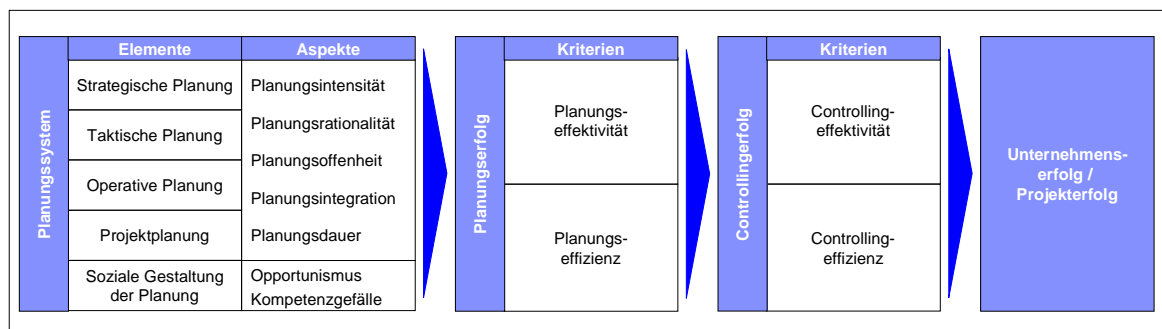 Planungssystem
Elemente
Aspekte
Strategische Planung
Taktische Planung
Operative Planung
Projektplanung
Soziale Gestaltung
der Planung
Planungsintensität
Planungsrationalität
Planungsoffenheit
Planungsintegration
Planungsdauer
Opportunismus
Kompetenzgefälle
Planungserfolg
Kriterien
Planungs-
effektivität
Planungs-
effizienz
Controllingerfolg
Kriterien
Controlling-
effektivität
Controlling-
effizienz
Unternehmens-
erfolg /
Projekterfolg